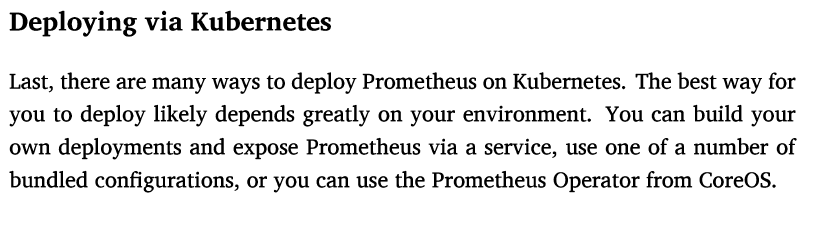 Deploying via Kubernetes
Last, there are many ways to deploy Prometheus on Kubernetes. The best way for
you to deploy likely depends greatly on your environment. You can build your
own deployments and expose Prometheus via a service, use one of a number of
bundled configurations, or you can use the Prometheus Operator from CoreOS.